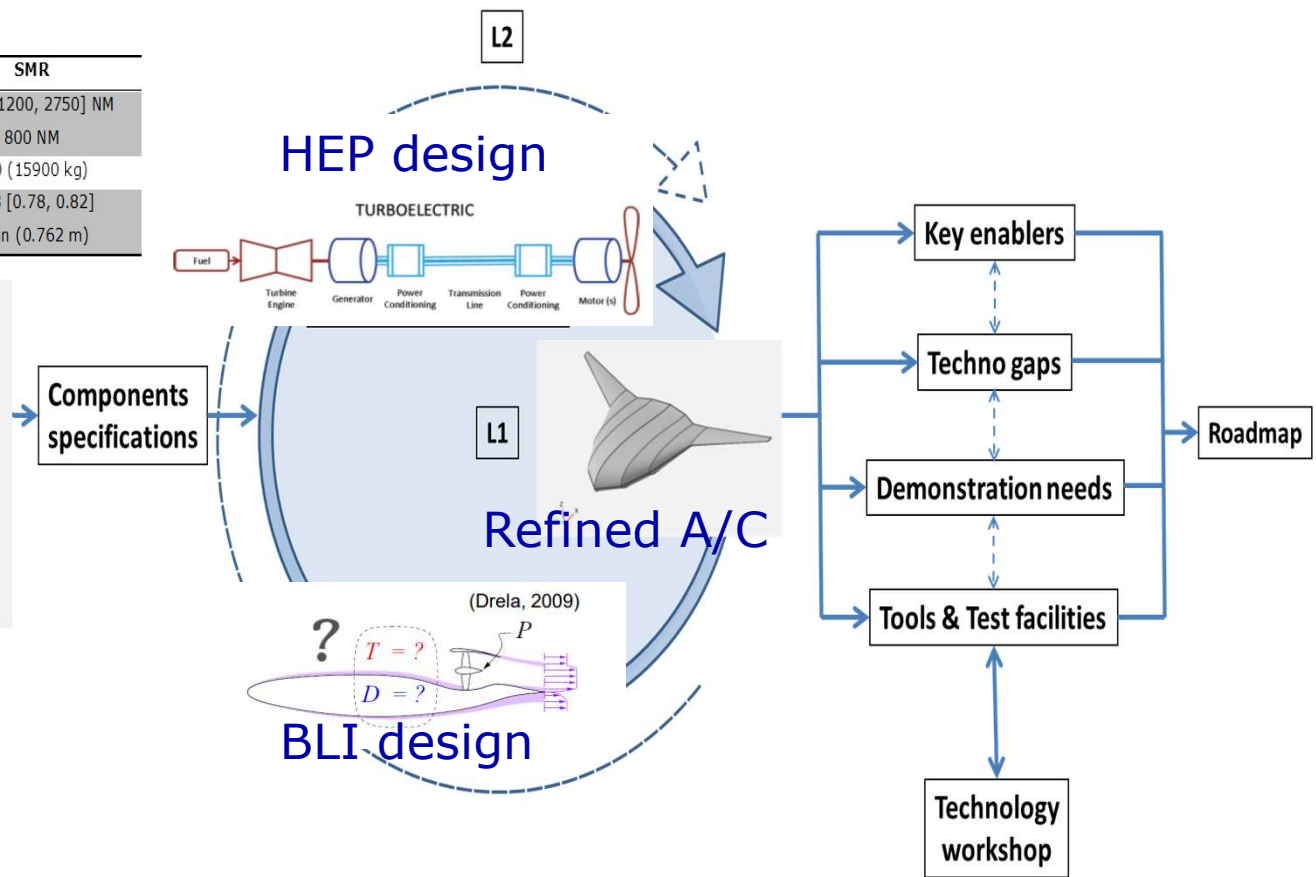 L2
SMR
1200, 2750] NM
800 NM
(15900 kg)
[0.78, 0.82]
in (0.762 m)
HEP design
TURBOELECTRIC
Fuel
Turbine
Engine
Generator
Power
Conditioning
Transmission
Line
Power
Conditioning
Motor (s)
Components
specifications
L1
Refined A/C
z
x
(Drela, 2009)
?
P
T = ?
D = ?
BLI design
Key enablers
Techno gaps
Demonstration needs
Tools & Test facilities
Roadmap
Technology
workshop